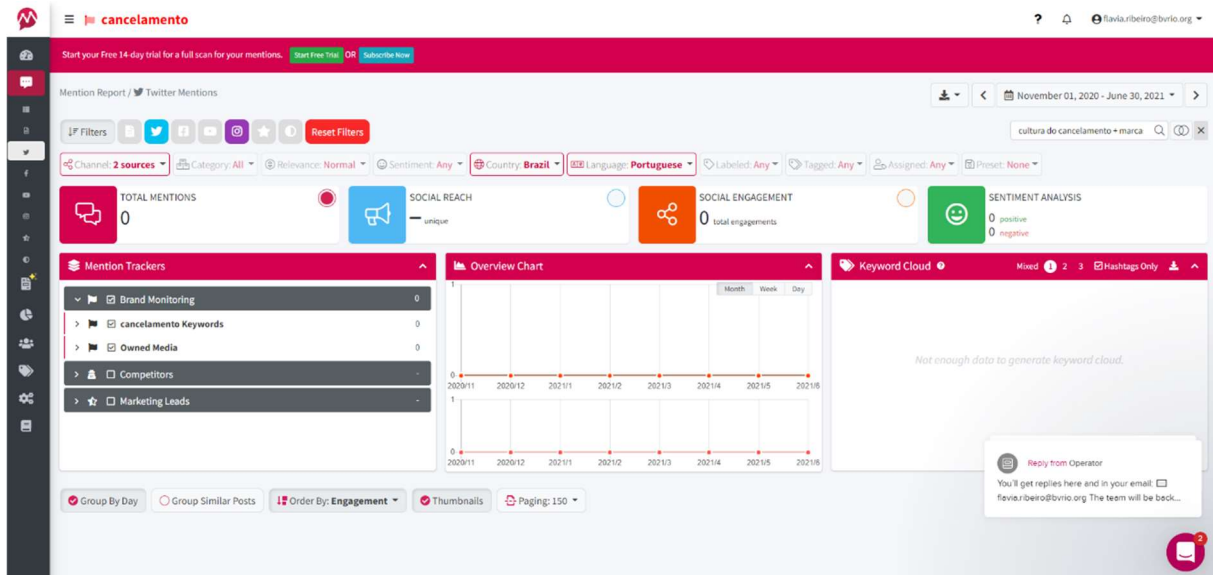 cancelamento
? flavia.ribeiro@bvrio.org
Start your Free 14-day trial for a full scan for your mentions. Start Free Trial OR Subscribe Now
Mention Report / Twitter Mentions
November 01, 2020 - June 30, 2021
Filters Reset Filters
cultura do cancelamento + marca
Channel: 2 sources Category: All Relevance: Normal Sentiment: Any Country: Brazil Language: Portuguese Labeled: Any Tagged: Any Assigned: Any Preset: None
TOTAL MENTIONS
0
SOCIAL REACH
— unique
SOCIAL ENGAGEMENT
0 total engagements
SENTIMENT ANALYSIS
0 positive
0 negative
Mention Trackers
Brand Monitoring 0
cancelamento Keywords 0
Owned Media 0
Competitors -
Marketing Leads -
Overview Chart
Month Week Day
1
0
2020/11 2020/12 2021/1 2021/2 2021/3 2021/4 2021/5 2021/6
1
0
2020/11 2020/12 2021/1 2021/2 2021/3 2021/4 2021/5 2021/6
Keyword Cloud Mixed 1 2 3 Hashtags Only
Not enough data to generate keyword cloud.
Group By Day Group Similar Posts Order By: Engagement Thumbnails Paging: 150
Reply from Operator
You'll get replies here and in your email:
flavia.ribeiro@bvrio.org The team will be back...
2